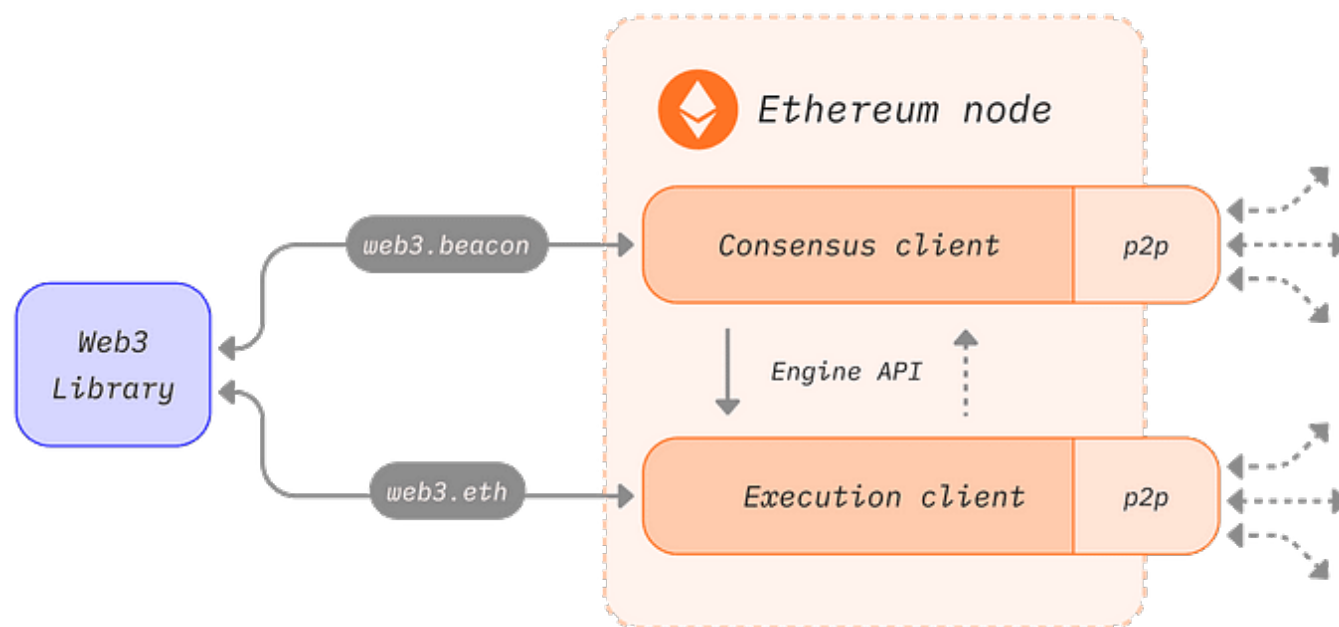 Ethereum node
web3.beacon
Consensus client
p2p
Web3
Library
Engine API
web3.eth
Execution client
p2p